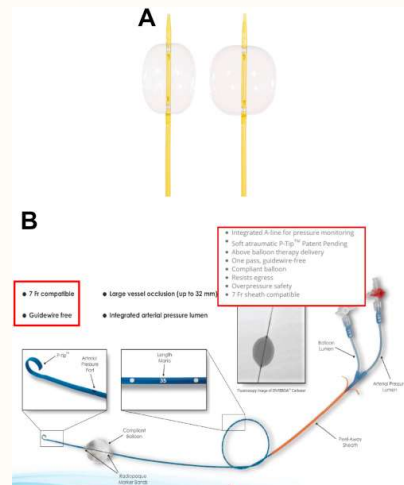 A
B
• Integrated A-line for pressure monitoring
• Soft atraumatic P-Tip™ Patent Pending
• Above balloon therapy delivery
• One pass, guidewire-free
• Compliant balloon
• Resists egress
• Overpressure safety
• 7 Fr sheath compatible
• 7 Fr compatible
• Large vessel occlusion (up to 32 mm)
• Guidewire free
• Integrated arterial pressure lumen
P-Tip™
Arterial
Pressure
Port
Length
Marks
35
Balloon
Lumen
Arterial Pressure
Lumen
Compliant
Balloon
Peel-Away
Sheath
Radiopaque
Marker Bands